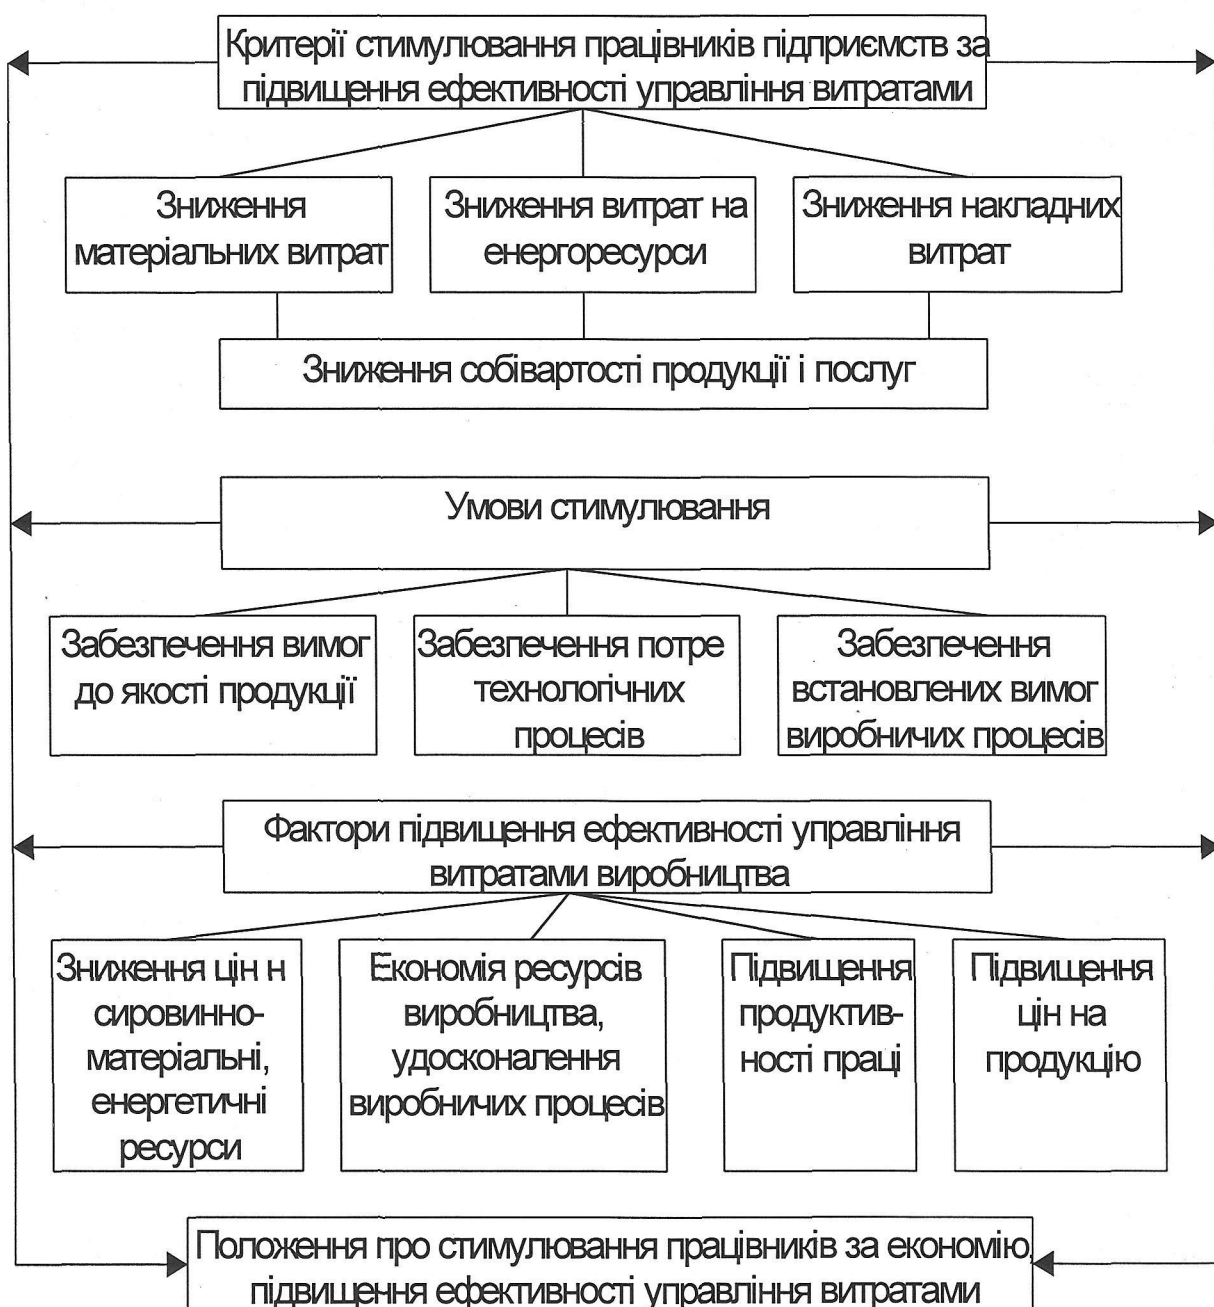 Критерії стимулювання працівників підприємств за
підвищення ефективності управління витратами
Зниження
матеріальних витрат
Зниження витрат на
енергоресурси
Зниження накладних
витрат
Зниження собівартості продукції і послуг
Умови стимулювання
Забезпечення вимог
до якості продукції
Забезпечення потре
технологічних
процесів
Забезпечення
встановлених вимог
виробничих процесів
Фактори підвищення ефективності управління
витратами виробництва
Зниження цін н
сировинно-
матеріальні,
енергетичні
ресурси
Економія ресурсів
виробництва,
удосконалення
виробничих процесів
Підвищення
продуктив-
ності праці
Підвищення
цін на
продукцію
Положення про стимулювання працівників за економію,
підвищення ефективності управління витратами